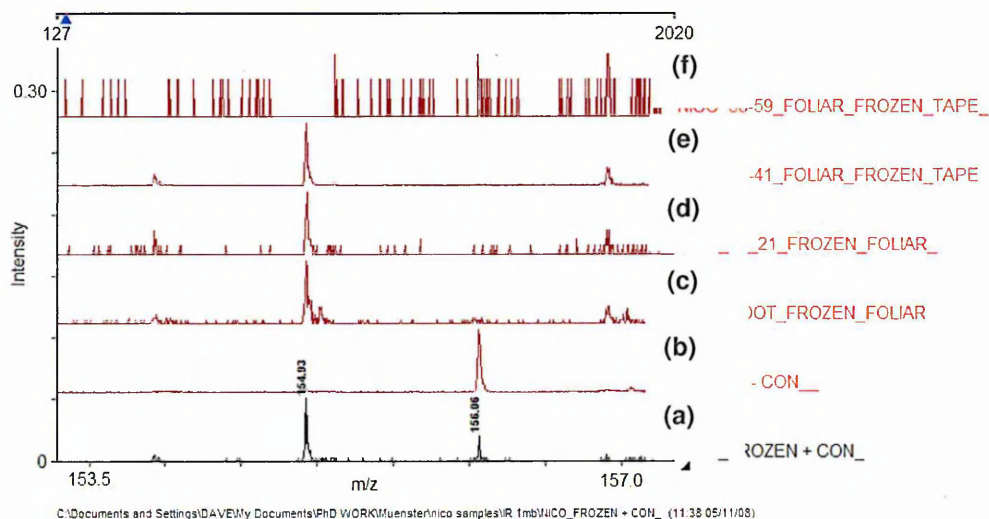 127 2020
(f)
0.30
-59_FOLIAR_FROZEN_TAPE_
(e)
-41_FOLIAR_FROZEN_TAPE
(d)
_21_FROZEN_FOLIAR_
Intensity
(c)
OOT_FROZEN_FOLIAR
(b)
- CON__
154.93
156.06
(a)
_ ROZEN + CON_
0
153.5 m/z 157.0
C:\Documents and Settings\DAVE\My Documents\PhD WORK\Muenster\nico samples\IR 1mb\NICO_FROZEN + CON_ (11:38 05/11/08)